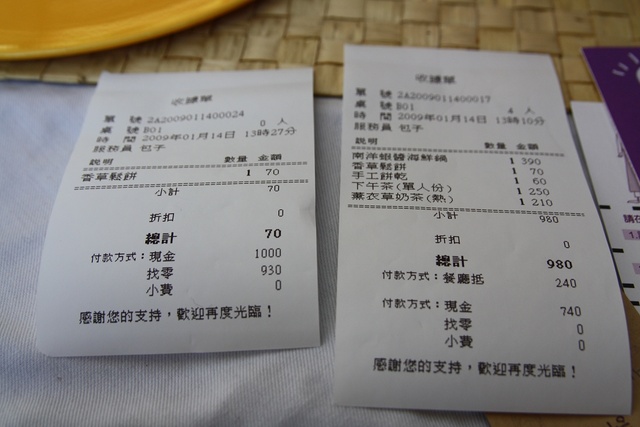 收據單
單 號 2A2009011400024
桌 號 B01 0 人
時 間 2009年01月14日 13時27分
服務員 包子
說明 數量 金額
香草鬆餅 1 70
小計 70
折扣 0
總計 70
付款方式：現金 1000
找零 930
小費 0
感謝您的支持，歡迎再度光臨！
收據單
單 號 2A2009011400017
桌 號 B01 4 人
時 間 2009年01月14日 13時10分
服務員 包子
說明 數量 金額
南洋蝦醬海鮮鍋 1 390
香草鬆餅 1 70
手工餅乾 1 60
下午茶(單人份) 1 250
薰衣草奶茶(熱) 1 210
小計 980
折扣 0
總計 980
付款方式：餐廳抵 240
付款方式：現金 740
找零 0
小費 0
感謝您的支持，歡迎再度光臨！